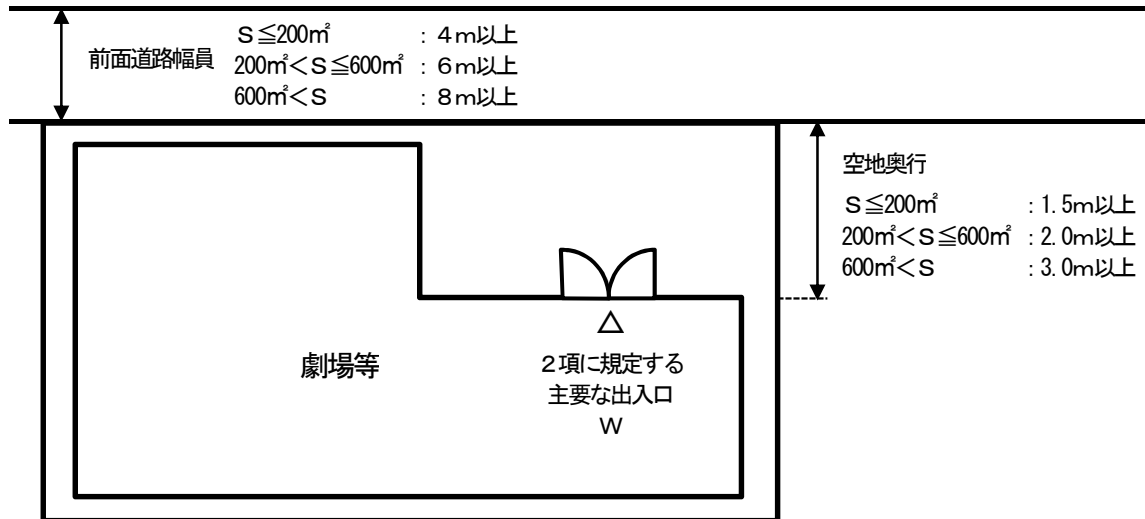 前面道路幅員
S≦200㎡ : 4m以上
200㎡<S≦600㎡ : 6m以上
600㎡<S : 8m以上
空地奥行
S≦200㎡ : 1.5m以上
200㎡<S≦600㎡ : 2.0m以上
600㎡<S : 3.0m以上
劇場等
2項に規定する
主要な出入口
W